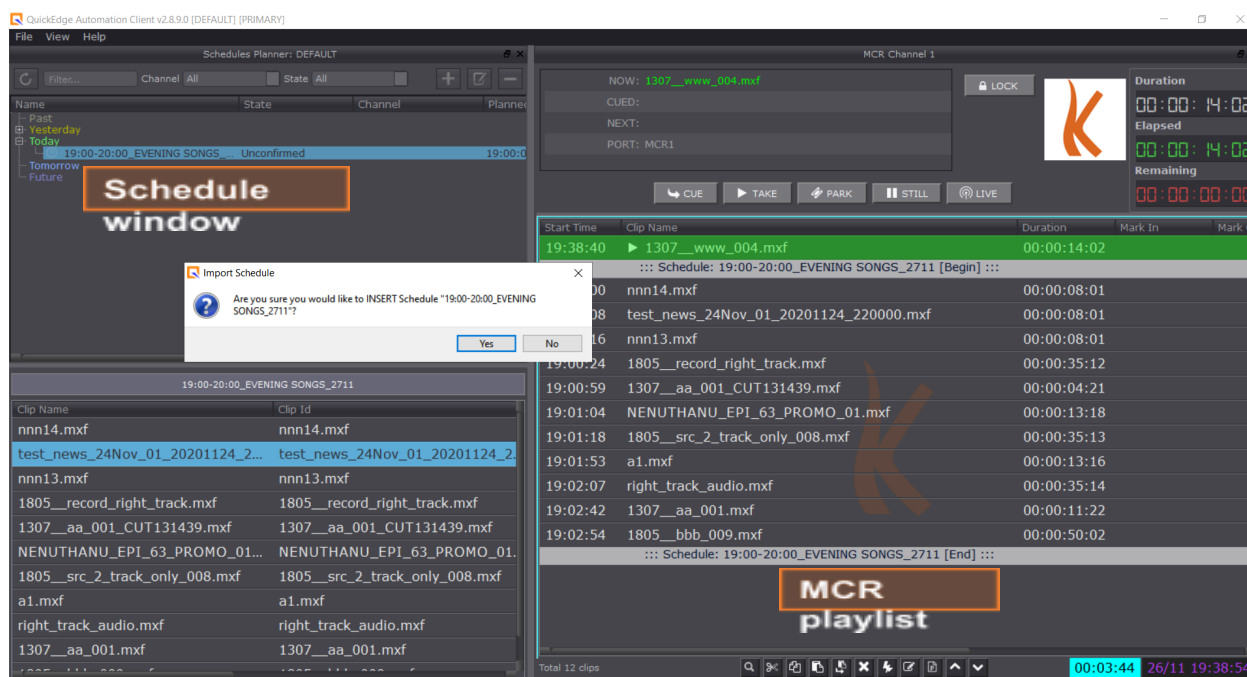 QuickEdge Automation Client v2.8.9.0 [DEFAULT] [PRIMARY]
File View Help
Schedules Planner: DEFAULT
Filter... Channel All State All
Name State Channel Planned
Past
Yesterday
Today
19:00-20:00_EVENING SONGS_... Unconfirmed 19:00:0
Tomorrow
Future
Schedule
window
Import Schedule
Are you sure you would like to INSERT Schedule "19:00-20:00_EVENING
SONGS_2711"?
Yes No
19:00-20:00_EVENING SONGS_2711
Clip Name Clip Id
nnn14.mxf nnn14.mxf
test_news_24Nov_01_20201124_2... test_news_24Nov_01_20201124_2.
nnn13.mxf nnn13.mxf
1805__record_right_track.mxf 1805__record_right_track.mxf
1307__aa_001_CUT131439.mxf 1307__aa_001_CUT131439.mxf
NENUTHANU_EPI_63_PROMO_01... NENUTHANU_EPI_63_PROMO_01.
1805__src_2_track_only_008.mxf 1805__src_2_track_only_008.mxf
a1.mxf a1.mxf
right_track_audio.mxf right_track_audio.mxf
1307__aa_001.mxf 1307__aa_001.mxf
MCR Channel 1
NOW: 1307__www_004.mxf
CUED:
NEXT:
PORT: MCR1
LOCK
Duration
00:00:14:02
Elapsed
00:00:14:02
Remaining
00:00:00:00
CUE TAKE PARK STILL LIVE
Start Time Clip Name Duration Mark In Mark
19:38:40 1307__www_004.mxf 00:00:14:02
::: Schedule: 19:00-20:00_EVENING SONGS_2711 [Begin] :::
00 nnn14.mxf 00:00:08:01
08 test_news_24Nov_01_20201124_220000.mxf 00:00:08:01
16 nnn13.mxf 00:00:08:01
19:00:24 1805__record_right_track.mxf 00:00:35:12
19:00:59 1307__aa_001_CUT131439.mxf 00:00:04:21
19:01:04 NENUTHANU_EPI_63_PROMO_01.mxf 00:00:13:18
19:01:18 1805__src_2_track_only_008.mxf 00:00:35:13
19:01:53 a1.mxf 00:00:13:16
19:02:07 right_track_audio.mxf 00:00:35:14
19:02:42 1307__aa_001.mxf 00:00:11:22
19:02:54 1805__bbb_009.mxf 00:00:50:02
::: Schedule: 19:00-20:00_EVENING SONGS_2711 [End] :::
MCR
playlist
Total 12 clips
00:03:44 26/11 19:38:54